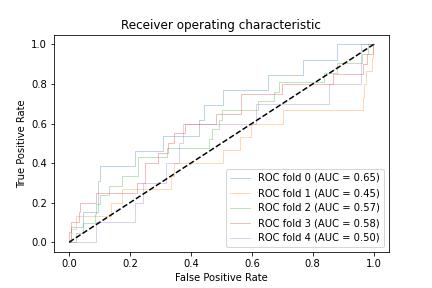 Receiver operating characteristic
True Positive Rate
1.0
0.8
0.6
0.4
0.2
0.0
ROC fold 0 (AUC = 0.65)
ROC fold 1 (AUC = 0.45)
ROC fold 2 (AUC = 0.57)
ROC fold 3 (AUC = 0.58)
ROC fold 4 (AUC = 0.50)
0.0 0.2 0.4 0.6 0.8 1.0
False Positive Rate